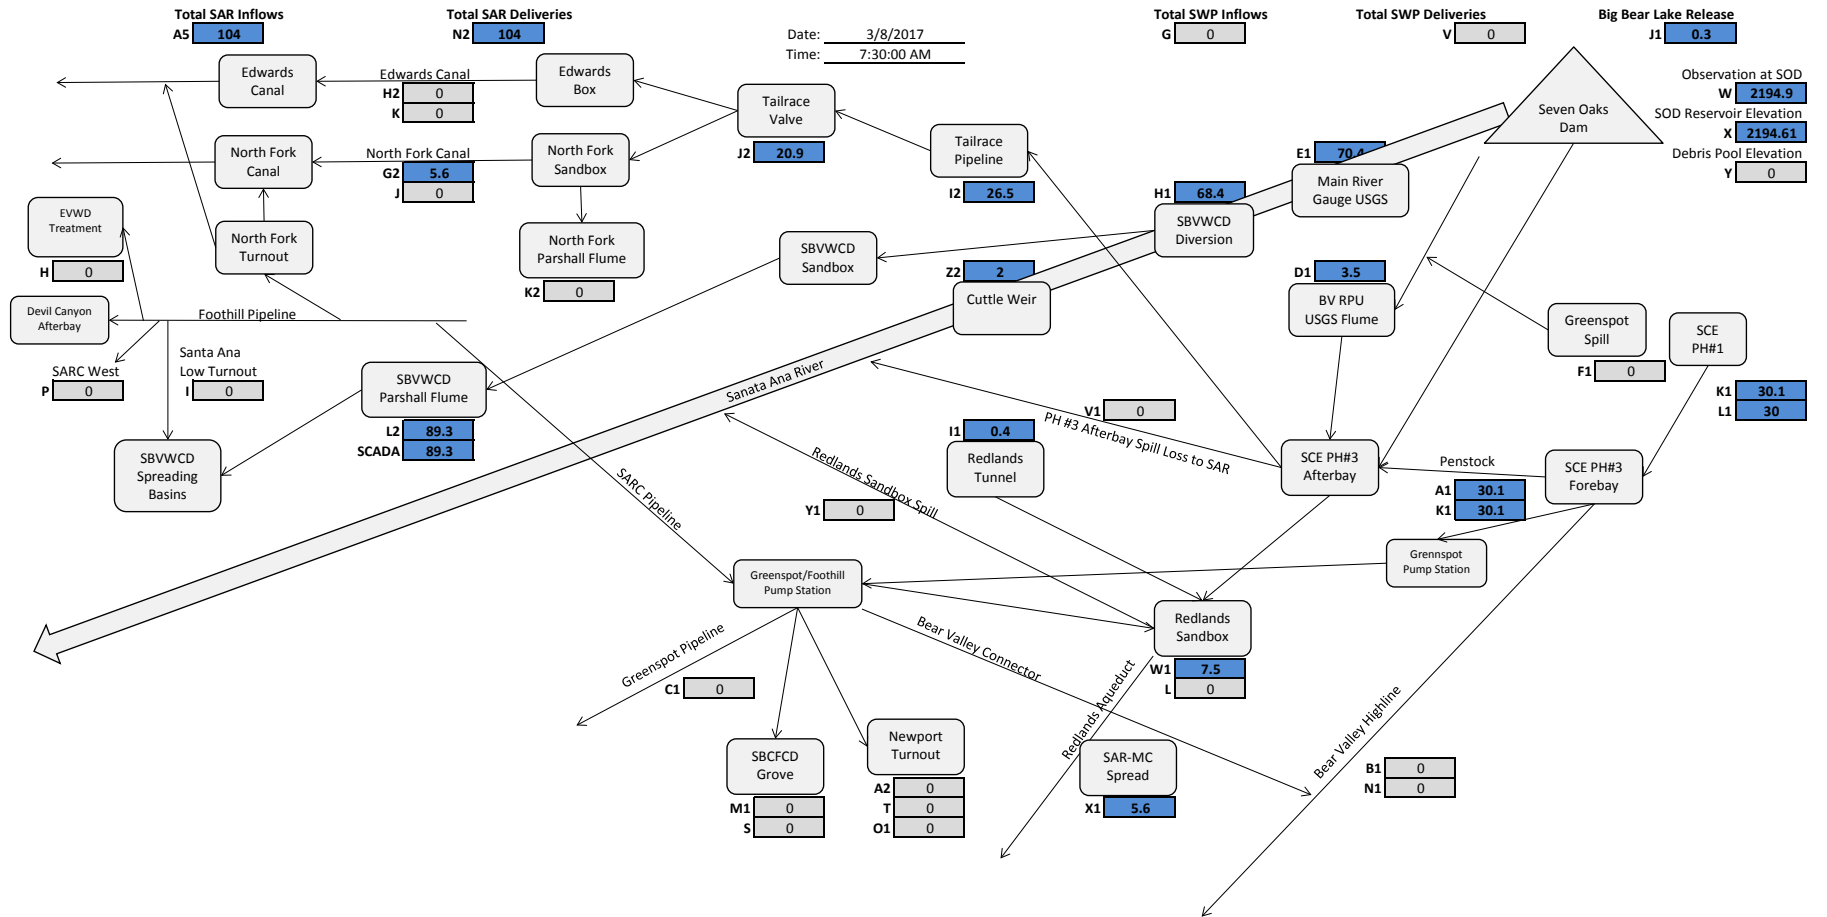 Total SAR Inflows
A5 104
Total SAR Deliveries
N2 104
Date: 3/8/2017
Time: 7:30:00 AM
Total SWP Inflows
G 0
Total SWP Deliveries
V 0
Big Bear Lake Release
J1 0.3
Edwards
Canal
Edwards Canal
H2 0
K 0
Edwards
Box
Tailrace
Valve
J2 20.9
Tailrace
Pipeline
I2 26.5
Seven Oaks
Dam
Observation at SOD
W 2194.9
SOD Reservoir Elevation
X 2194.61
Debris Pool Elevation
Y 0
North Fork
Canal
North Fork Canal
G2 5.6
J 0
North Fork
Sandbox
E1 70.4
Main River
Gauge USGS
H1 68.4
SBVWCD
Diversion
EVWD
Treatment
H 0
North Fork
Turnout
North Fork
Parshall Flume
K2 0
SBVWCD
Sandbox
Z2 2
Cuttle Weir
D1 3.5
BV RPU
USGS Flume
Greenspot
Spill
F1 0
SCE
PH#1
K1 30.1
L1 30
Devil Canyon
Afterbay
Foothill Pipeline
SARC West
P 0
Santa Ana
Low Turnout
I 0
SBVWCD
Parshall Flume
L2 89.3
SCADA 89.3
Sanata Ana River
V1 0
PH #3 Afterbay Spill Loss to SAR
I1 0.4
Redlands
Tunnel
SBVWCD
Spreading
Basins
SARC Pipeline
Redlands Sandbox Spill
Y1 0
SCE PH#3
Afterbay
Penstock
A1 30.1
K1 30.1
SCE PH#3
Forebay
Grennspot
Pump Station
Greenspot/Foothill
Pump Station
Redlands
Sandbox
W1 7.5
L 0
Greenspot Pipeline
C1 0
Bear Valley Connector
Redlands Aqueduct
Bear Valley Highline
SBCFCD
Grove
M1 0
S 0
Newport
Turnout
A2 0
T 0
O1 0
SAR-MC
Spread
X1 5.6
B1 0
N1 0